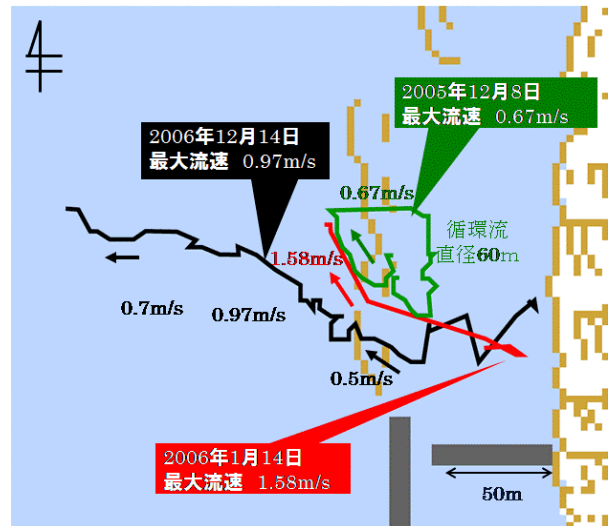 2005年12月8日
最大流速 0.67m/s
2006年12月14日
最大流速 0.97m/s
0.67m/s
循環流
直径60m
1.58m/s
0.7m/s
0.97m/s
0.5m/s
2006年1月14日
最大流速 1.58m/s
50m